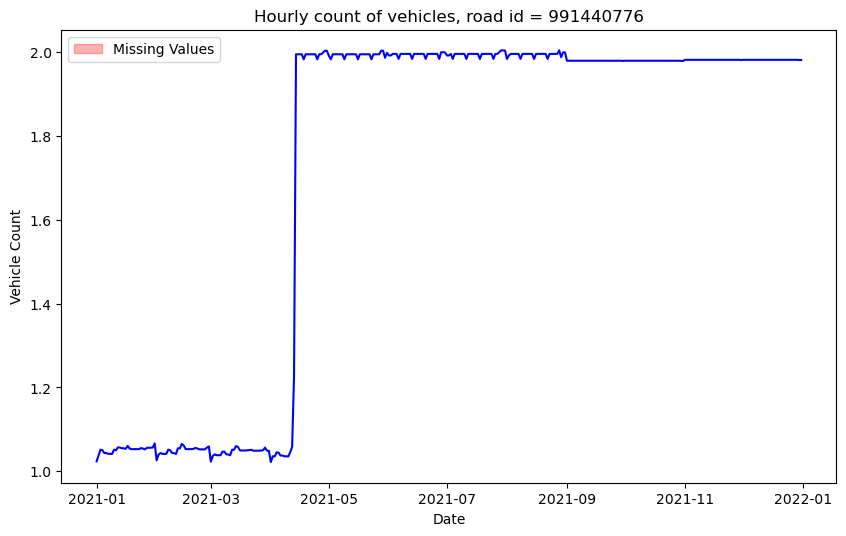 Hourly count of vehicles, road id = 991440776
Missing Values
Vehicle Count
2.0
1.8
1.6
1.4
1.2
1.0
2021-01 2021-03 2021-05 2021-07 2021-09 2021-11 2022-01
Date